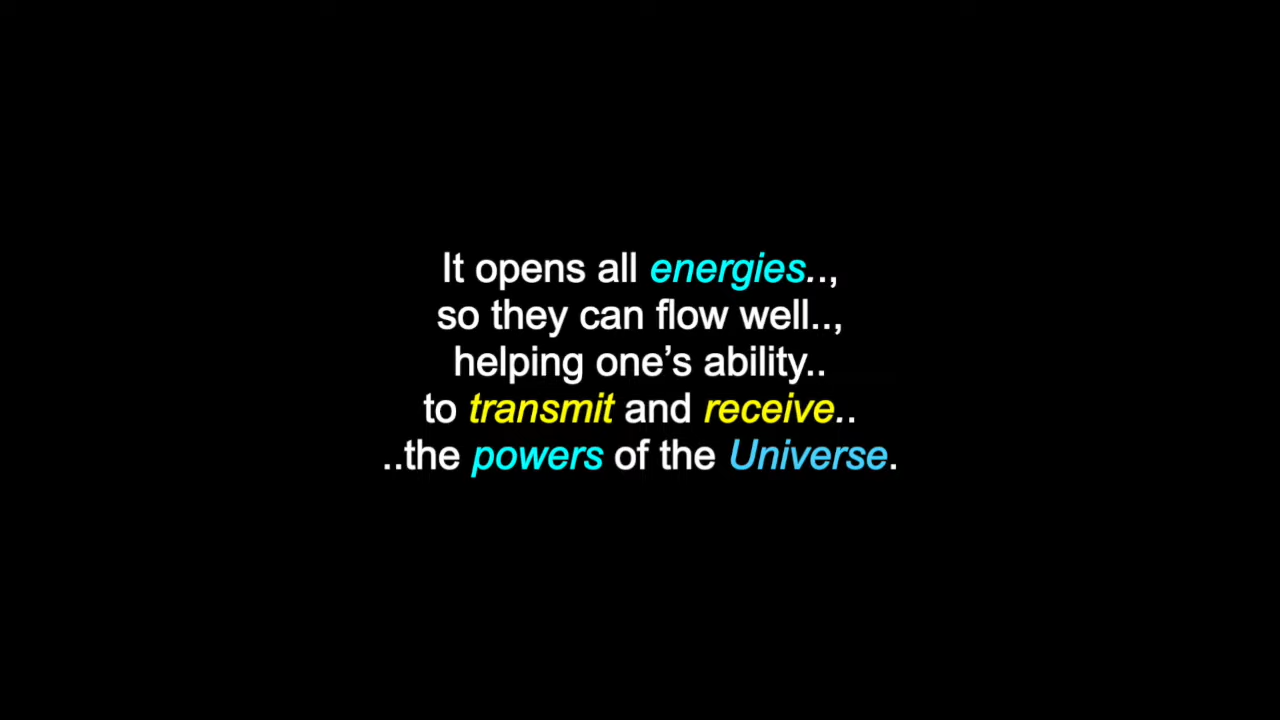 It opens all energies..,
so they can flow well..,
helping one’s ability..
to transmit and receive..
..the powers of the Universe.